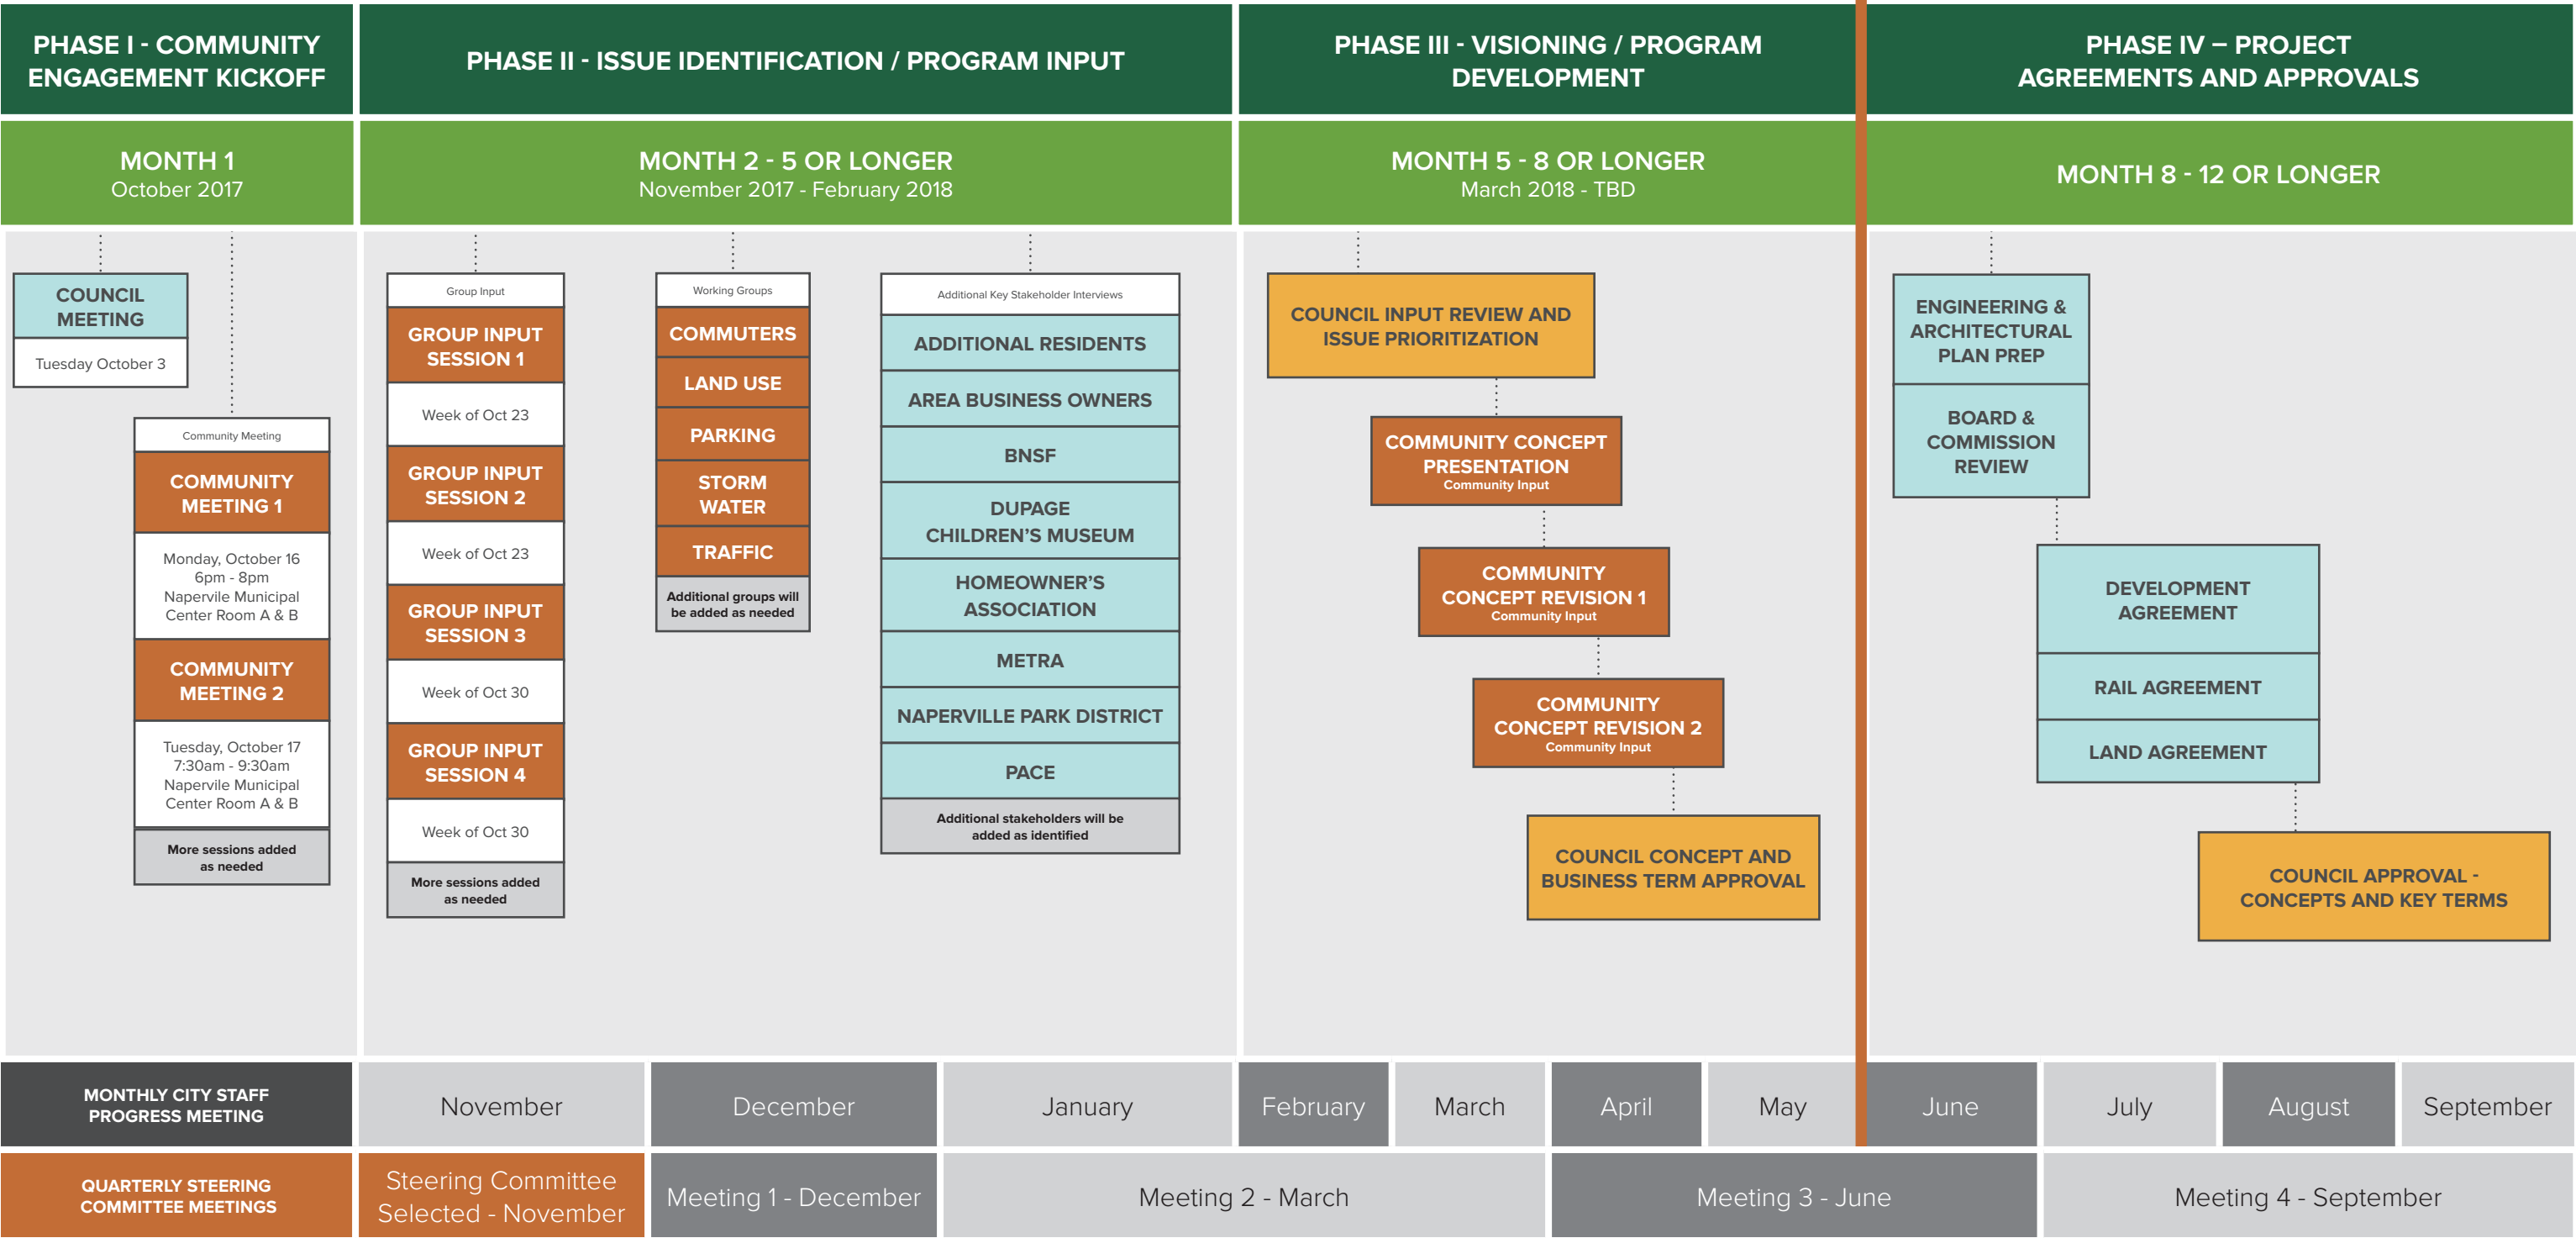 PHASE I - COMMUNITY
ENGAGEMENT KICKOFF
PHASE II - ISSUE IDENTIFICATION / PROGRAM INPUT
PHASE III - VISIONING / PROGRAM
DEVELOPMENT
PHASE IV – PROJECT
AGREEMENTS AND APPROVALS
MONTH 1
October 2017
MONTH 2 - 5 OR LONGER
November 2017 - February 2018
MONTH 5 - 8 OR LONGER
March 2018 - TBD
MONTH 8 - 12 OR LONGER
COUNCIL
MEETING
Tuesday October 3
Community Meeting
COMMUNITY
MEETING 1
Monday, October 16
6pm - 8pm
Napervile Municipal
Center Room A & B
COMMUNITY
MEETING 2
Tuesday, October 17
7:30am - 9:30am
Napervile Municipal
Center Room A & B
More sessions added
as needed
Group Input
GROUP INPUT
SESSION 1
Week of Oct 23
GROUP INPUT
SESSION 2
Week of Oct 23
GROUP INPUT
SESSION 3
Week of Oct 30
GROUP INPUT
SESSION 4
Week of Oct 30
More sessions added
as needed
Working Groups
COMMUTERS
LAND USE
PARKING
STORM
WATER
TRAFFIC
Additional groups will
be added as needed
Additional Key Stakeholder Interviews
ADDITIONAL RESIDENTS
AREA BUSINESS OWNERS
BNSF
DUPAGE
CHILDREN'S MUSEUM
HOMEOWNER'S
ASSOCIATION
METRA
NAPERVILLE PARK DISTRICT
PACE
Additional stakeholders will be
added as identified
COUNCIL INPUT REVIEW AND
ISSUE PRIORITIZATION
COMMUNITY CONCEPT
PRESENTATION
Community Input
COMMUNITY
CONCEPT REVISION 1
Community Input
COMMUNITY
CONCEPT REVISION 2
Community Input
COUNCIL CONCEPT AND
BUSINESS TERM APPROVAL
ENGINEERING &
ARCHITECTURAL
PLAN PREP
BOARD &
COMMISSION
REVIEW
DEVELOPMENT
AGREEMENT
RAIL AGREEMENT
LAND AGREEMENT
COUNCIL APPROVAL -
CONCEPTS AND KEY TERMS
MONTHLY CITY STAFF
PROGRESS MEETING
November
December
January
February
March
April
May
June
July
August
September
QUARTERLY STEERING
COMMITTEE MEETINGS
Steering Committee
Selected - November
Meeting 1 - December
Meeting 2 - March
Meeting 3 - June
Meeting 4 - September